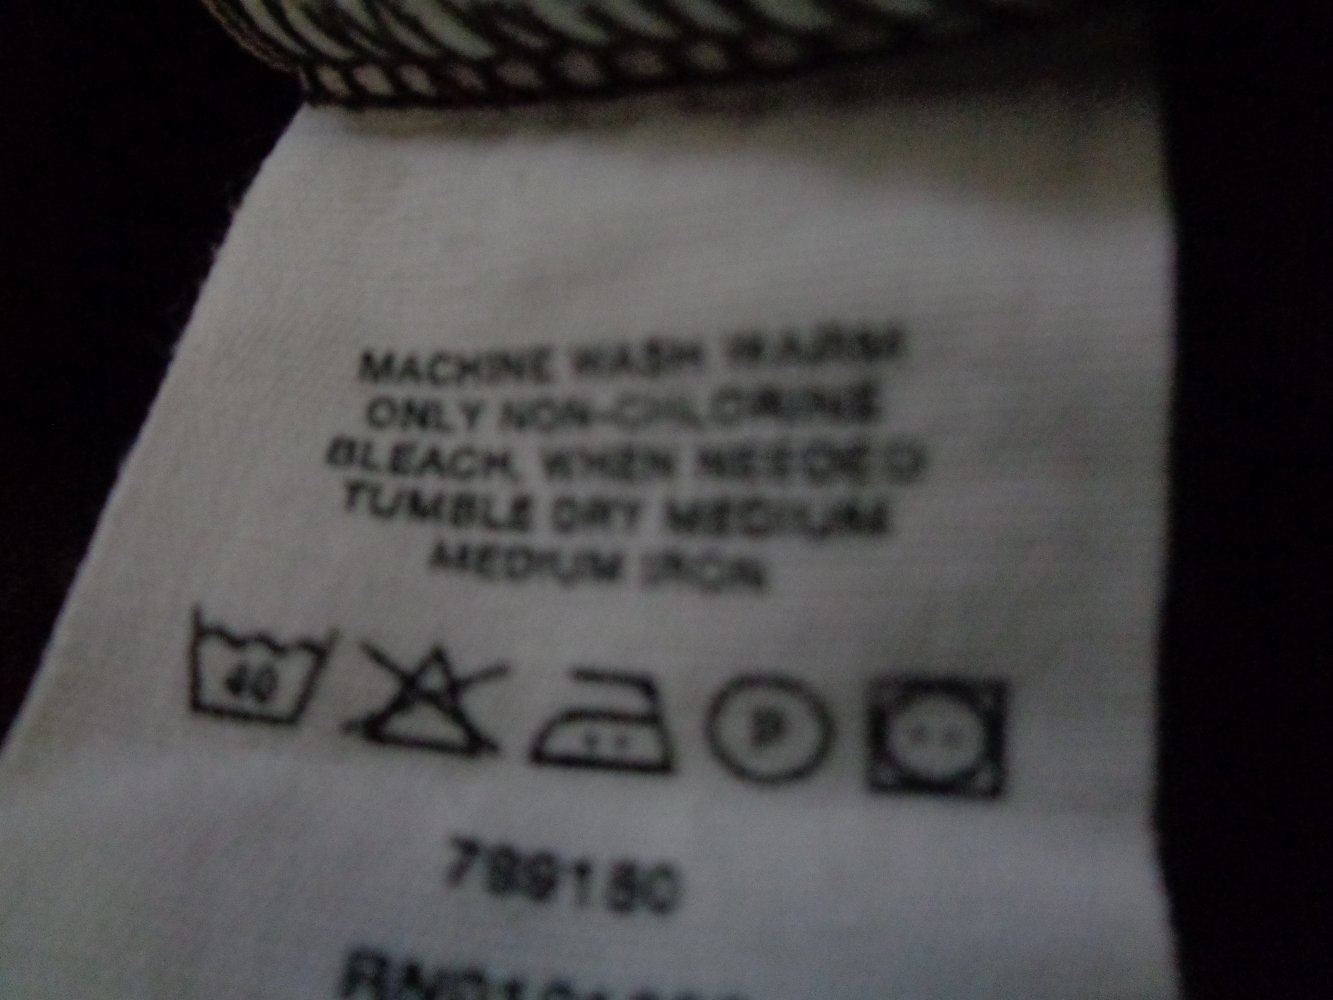 MACHINE WASH WARM
ONLY NON-CHLORINE
BLEACH, WHEN NEEDED
TUMBLE DRY MEDIUM
MEDIUM IRON
40 P
799150